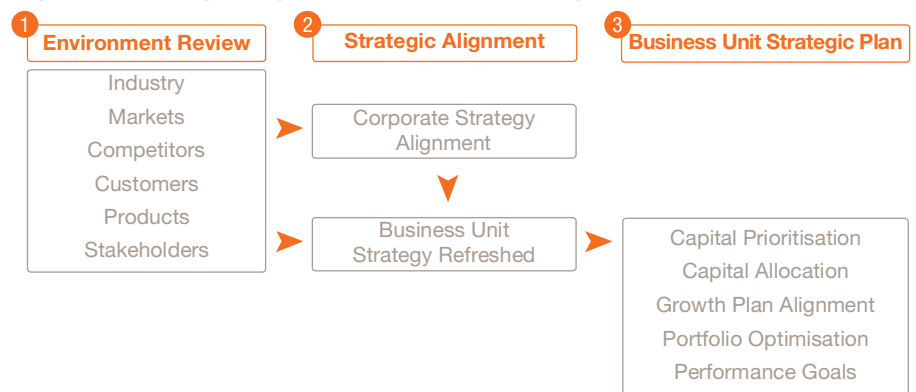 1
Environment Review
Industry
Markets
Competitors
Customers
Products
Stakeholders
2
Strategic Alignment
Corporate Strategy
Alignment
Business Unit
Strategy Refreshed
3
Business Unit Strategic Plan
Capital Prioritisation
Capital Allocation
Growth Plan Alignment
Portfolio Optimisation
Performance Goals